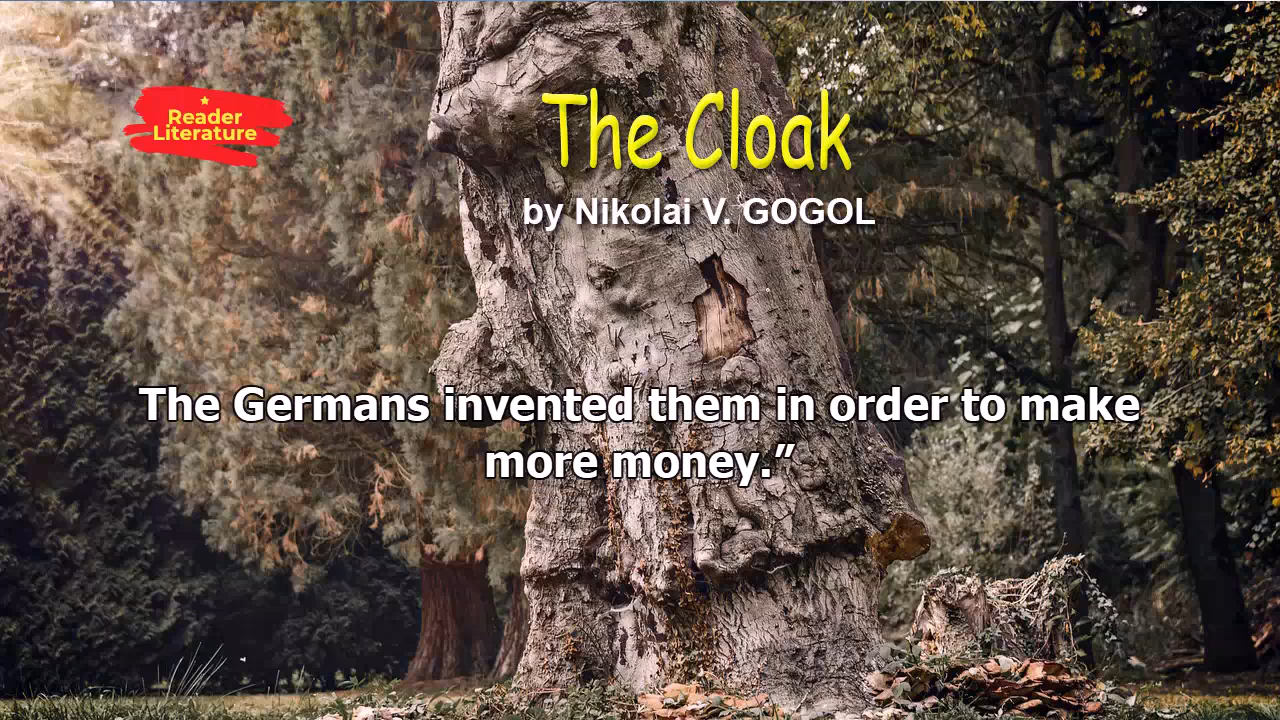 Reader
Literature
The Cloak
by Nikolai V. GOGOL
The Germans invented them in order to make
more money.”